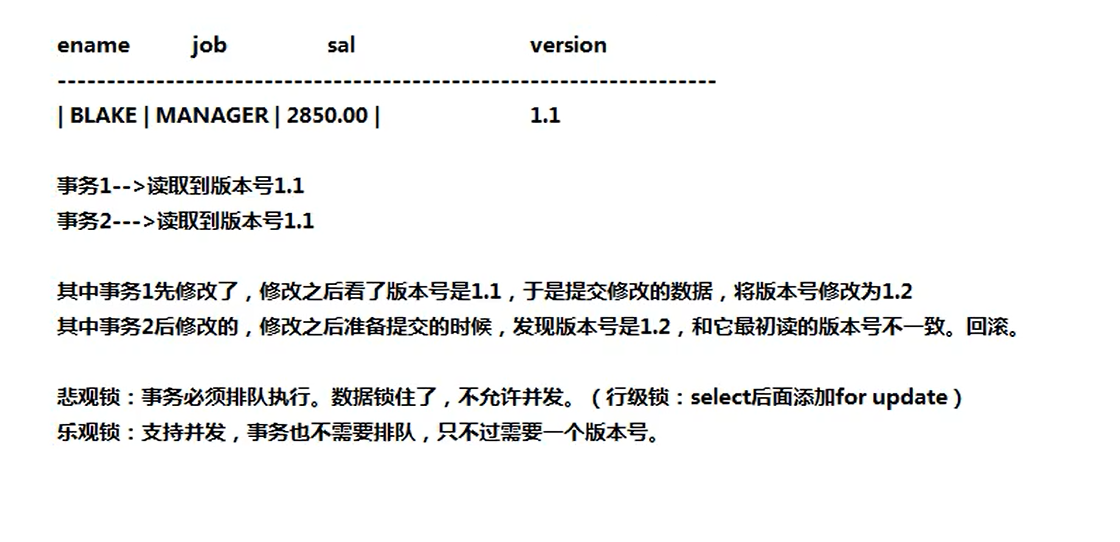 ename job sal version
-------------------------------------------------------------------
| BLAKE | MANAGER | 2850.00 | 1.1
事务1-->读取到版本号1.1
事务2--->读取到版本号1.1
其中事务1先修改了，修改之后看了版本号是1.1，于是提交修改的数据，将版本号修改为1.2
其中事务2后修改的，修改之后准备提交的时候，发现版本号是1.2，和它最初读的版本号不一致。回滚。
悲观锁：事务必须排队执行。数据锁住了，不允许并发。（行级锁：select后面添加for update）
乐观锁：支持并发，事务也不需要排队，只不过需要一个版本号。